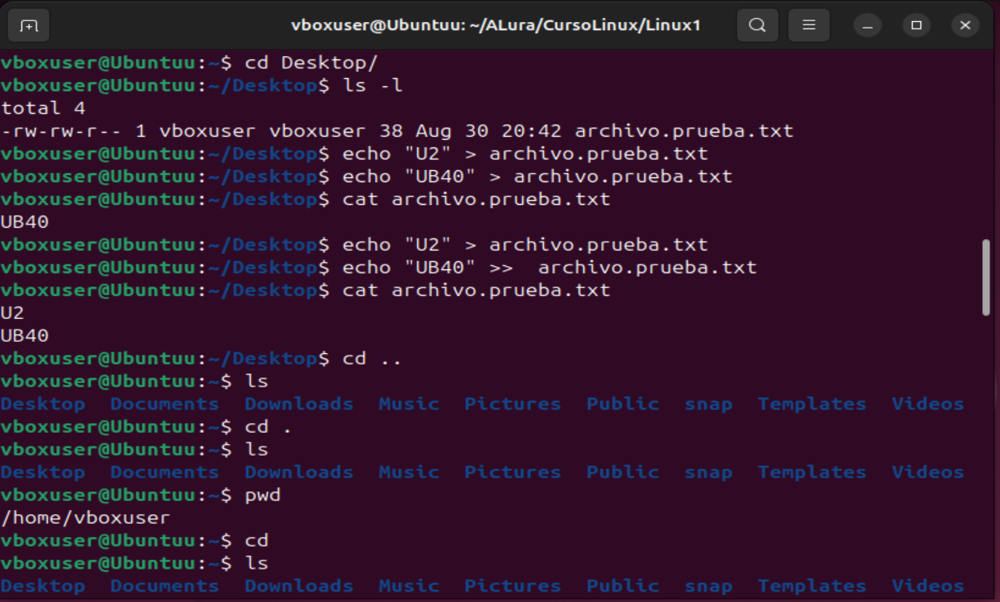 vboxuser@Ubuntuu: ~/ALura/CursoLinux/Linux1
vboxuser@Ubuntuu:~$ cd Desktop/
vboxuser@Ubuntuu:~/Desktop$ ls -l
total 4
-rw-rw-r-- 1 vboxuser vboxuser 38 Aug 30 20:42 archivo.prueba.txt
vboxuser@Ubuntuu:~/Desktop$ echo "U2" > archivo.prueba.txt
vboxuser@Ubuntuu:~/Desktop$ echo "UB40" > archivo.prueba.txt
vboxuser@Ubuntuu:~/Desktop$ cat archivo.prueba.txt
UB40
vboxuser@Ubuntuu:~/Desktop$ echo "U2" > archivo.prueba.txt
vboxuser@Ubuntuu:~/Desktop$ echo "UB40" >>  archivo.prueba.txt
vboxuser@Ubuntuu:~/Desktop$ cat archivo.prueba.txt
U2
UB40
vboxuser@Ubuntuu:~/Desktop$ cd ..
vboxuser@Ubuntuu:~$ ls
Desktop  Documents  Downloads  Music  Pictures  Public  snap  Templates  Videos
vboxuser@Ubuntuu:~$ cd .
vboxuser@Ubuntuu:~$ ls
Desktop  Documents  Downloads  Music  Pictures  Public  snap  Templates  Videos
vboxuser@Ubuntuu:~$ pwd
/home/vboxuser
vboxuser@Ubuntuu:~$ cd
vboxuser@Ubuntuu:~$ ls
Desktop  Documents  Downloads  Music  Pictures  Public  snap  Templates  Videos